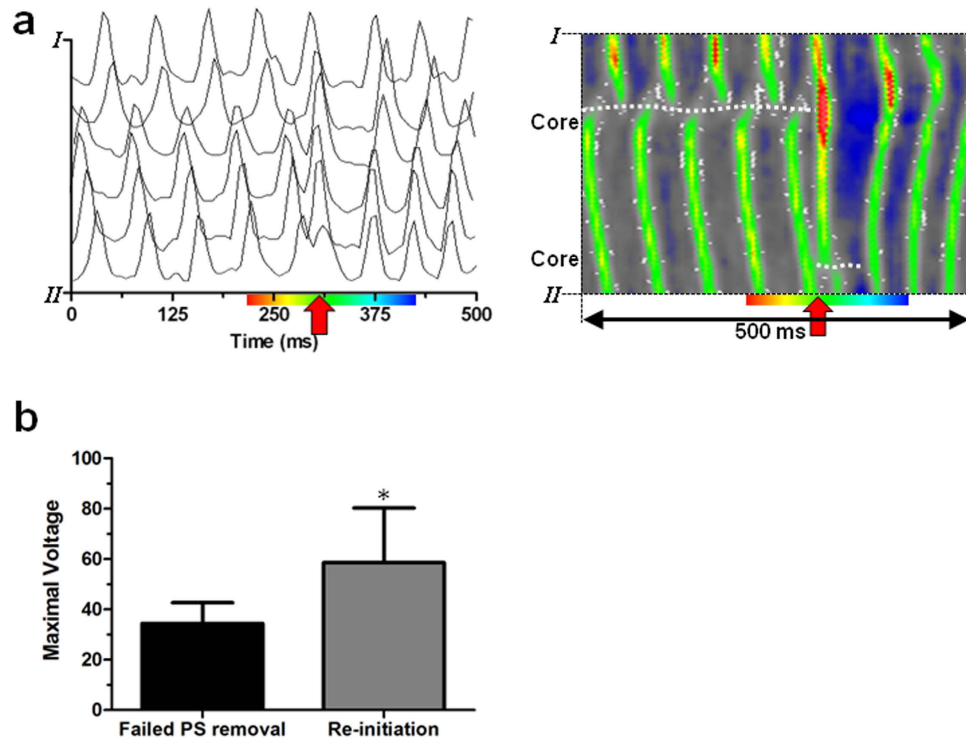 a
I
II
0
125
250
375
500
Time (ms)
I
Core
Core
II
500 ms
b
100
80
60
40
20
0
Maximal Voltage
*
Failed PS removal
Re-initiation